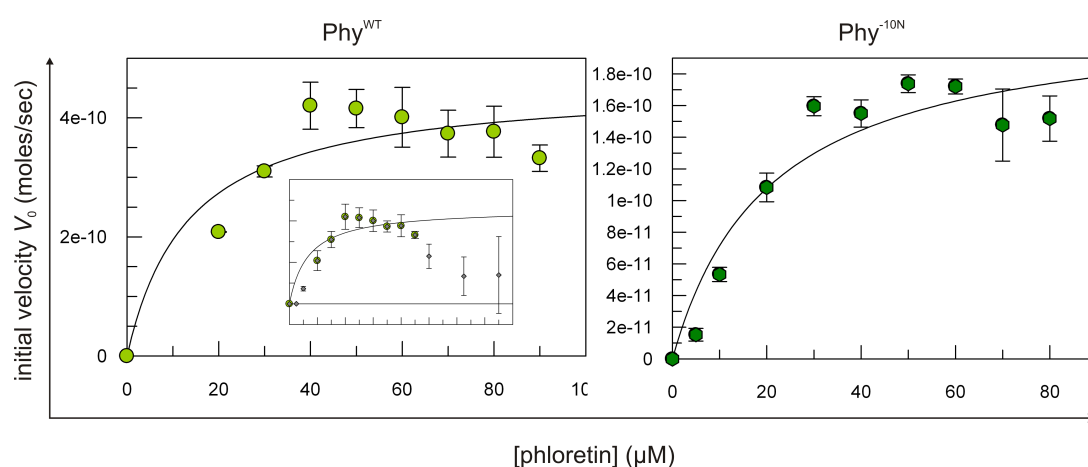 Phy^WT
Phy^-10N
initial velocity V₀ (moles/sec)
4e-10
2e-10
0
0 20 40 60 80 10
1.8e-10
1.6e-10
1.4e-10
1.2e-10
1e-10
8e-11
6e-11
4e-11
2e-11
0
0 20 40 60 80
[phloretin] (µM)